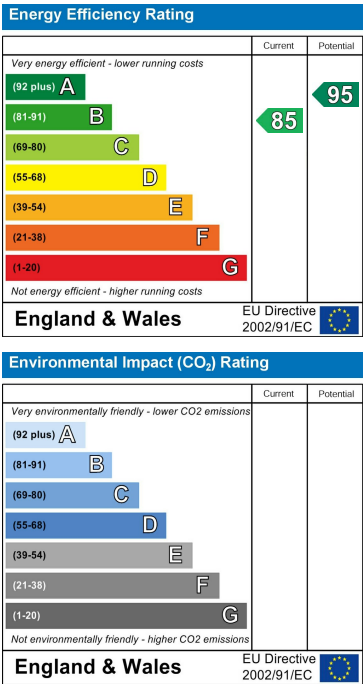 Energy Efficiency Rating
Current Potential
Very energy efficient - lower running costs
(92 plus) A
(81-91) B
(69-80) C
(55-68) D
(39-54) E
(21-38) F
(1-20) G
85
95
Not energy efficient - higher running costs
England & Wales
EU Directive
2002/91/EC
Environmental Impact (CO₂) Rating
Current Potential
Very environmentally friendly - lower CO2 emissions
(92 plus) A
(81-91) B
(69-80) C
(55-68) D
(39-54) E
(21-38) F
(1-20) G
Not environmentally friendly - higher CO2 emissions
England & Wales
EU Directive
2002/91/EC